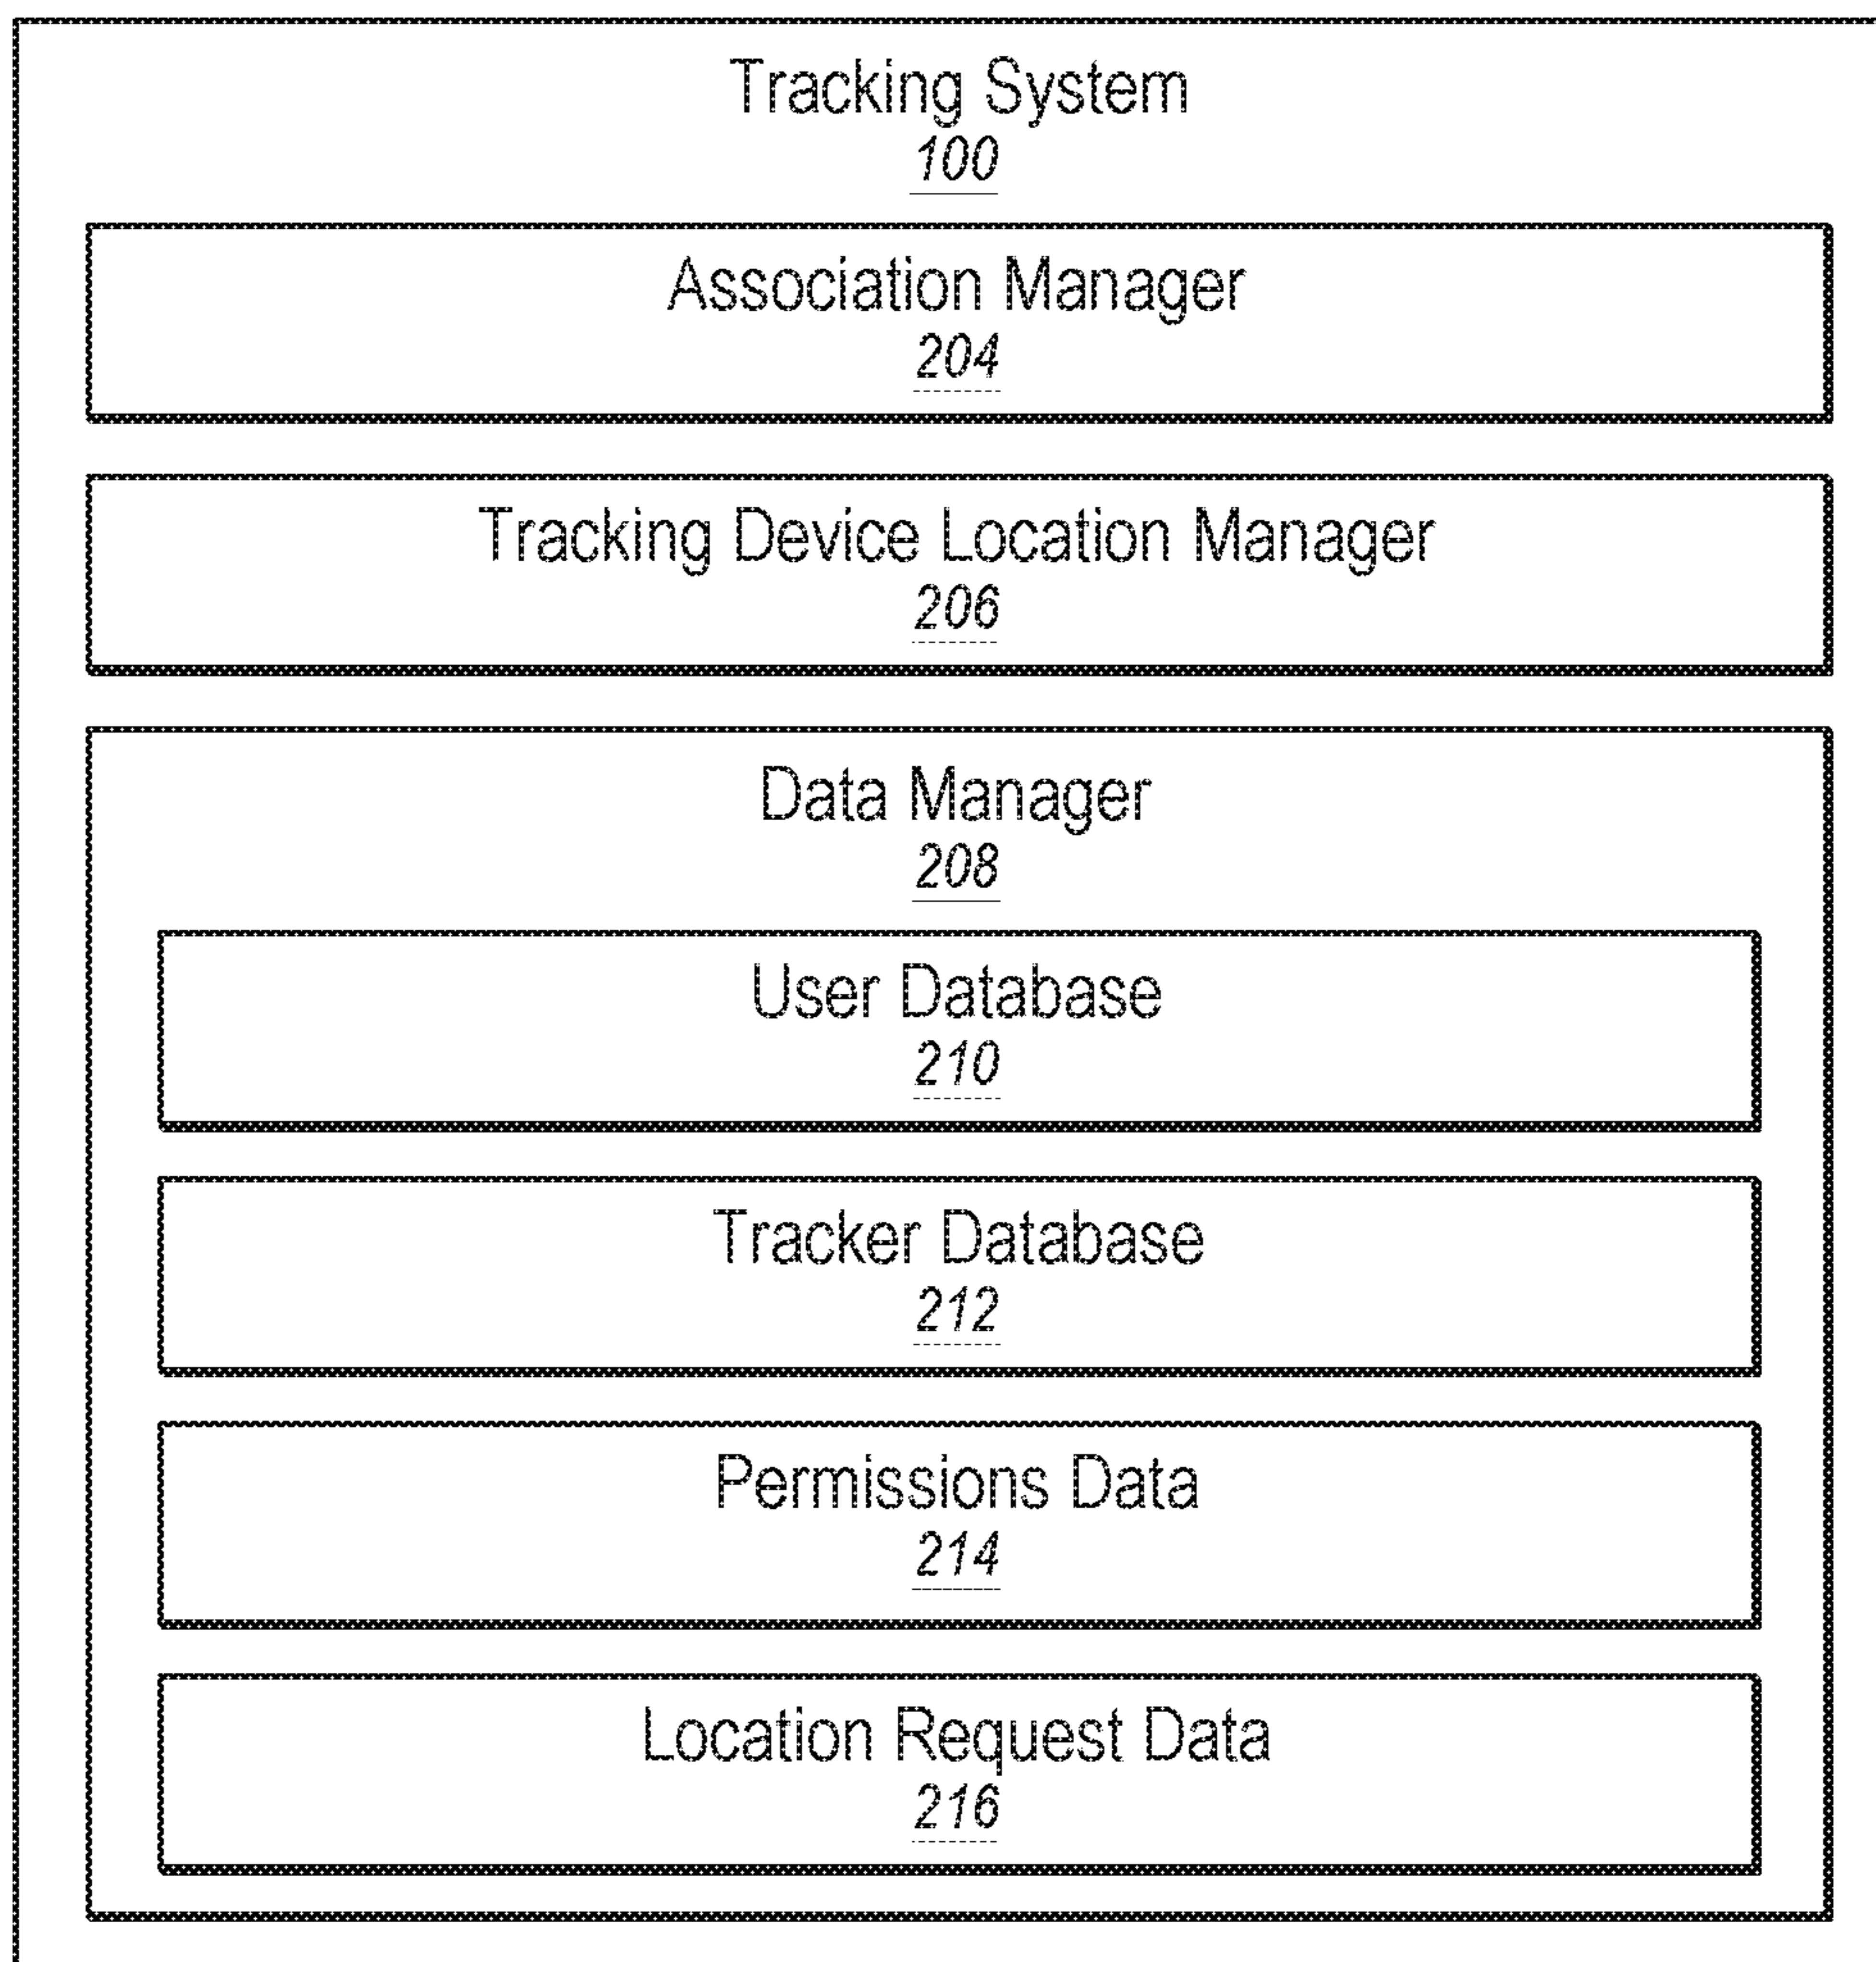 Tracking System
100
Association Manager
204
Tracking Device Location Manager
206
Data Manager
208
User Database
210
Tracker Database
212
Permissions Data
214
Location Request Data
216